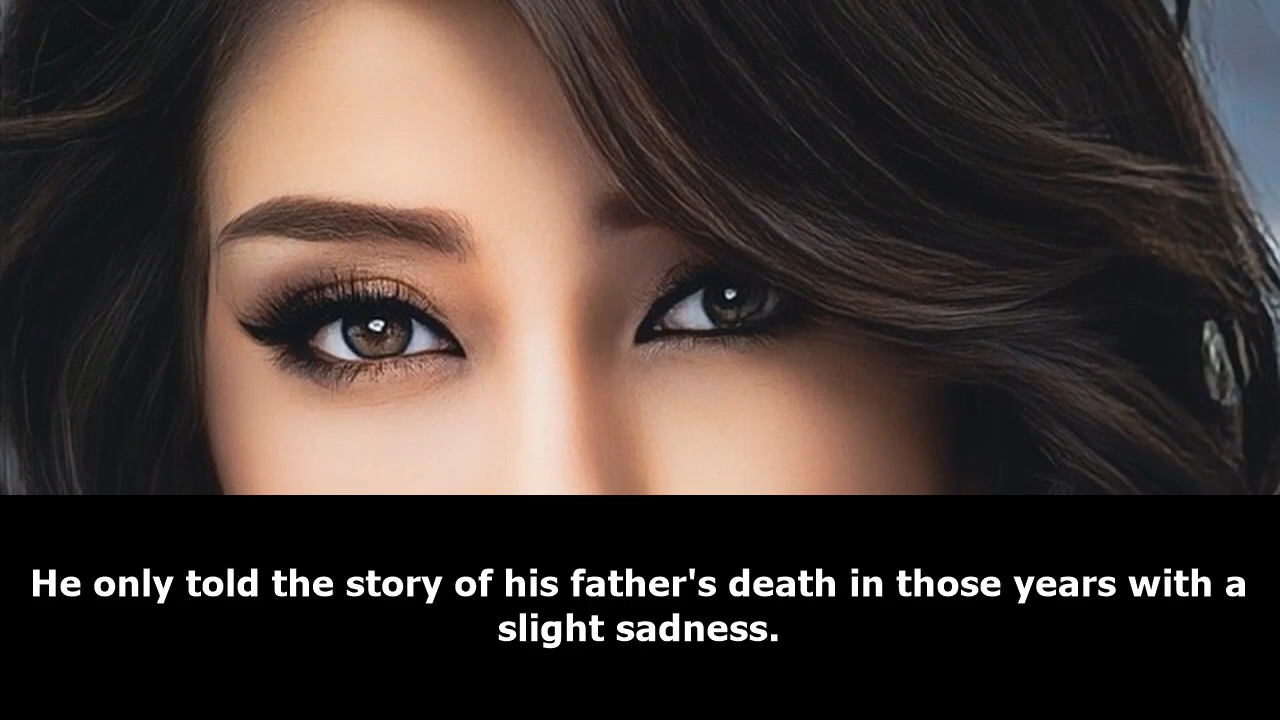 He only told the story of his father's death in those years with a
slight sadness.